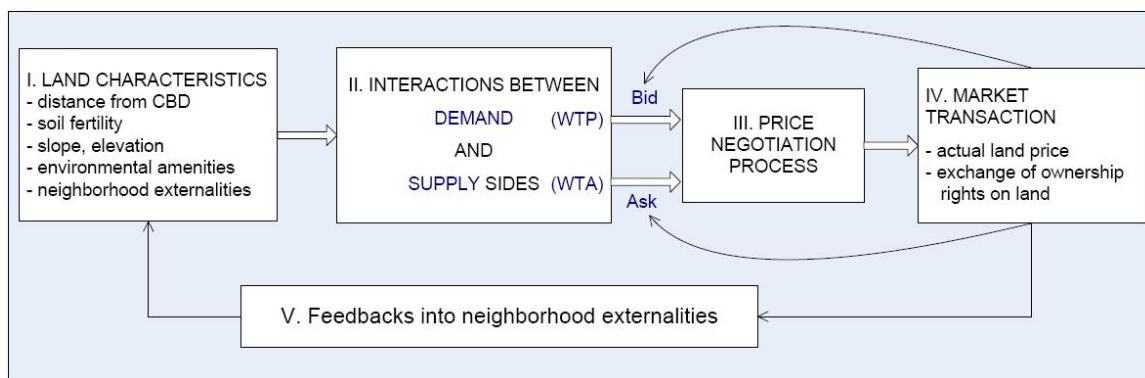 I. LAND CHARACTERISTICS
- distance from CBD
- soil fertility
- slope, elevation
- environmental amenities
- neighborhood externalities
II. INTERACTIONS BETWEEN
DEMAND (WTP)
AND
SUPPLY SIDES (WTA)
Bid
Ask
III. PRICE
NEGOTIATION
PROCESS
IV. MARKET
TRANSACTION
- actual land price
- exchange of ownership
rights on land
V. Feedbacks into neighborhood externalities